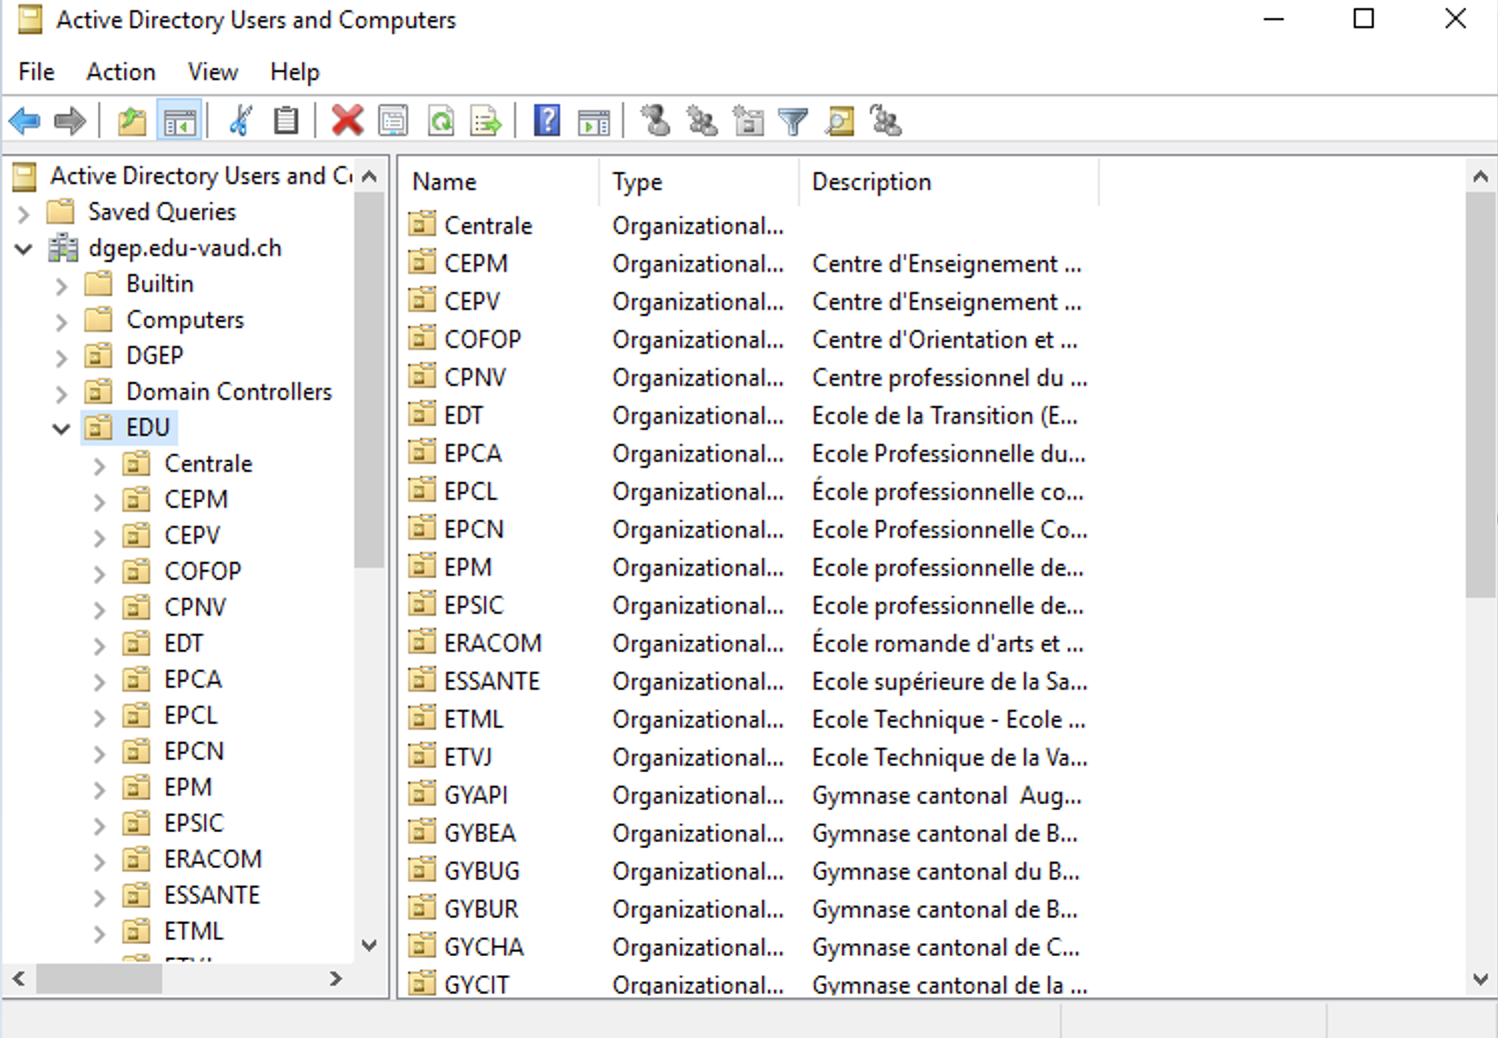 Active Directory Users and Computers
File Action View Help
Active Directory Users and C
Saved Queries
dgep.edu-vaud.ch
Builtin
Computers
DGEP
Domain Controllers
EDU
Centrale
CEPM
CEPV
COFOP
CPNV
EDT
EPCA
EPCL
EPCN
EPM
EPSIC
ERACOM
ESSANTE
ETML
Name Type Description
Centrale Organizational...
CEPM Organizational... Centre d'Enseignement ...
CEPV Organizational... Centre d'Enseignement ...
COFOP Organizational... Centre d'Orientation et ...
CPNV Organizational... Centre professionnel du ...
EDT Organizational... Ecole de la Transition (E...
EPCA Organizational... Ecole Professionnelle du...
EPCL Organizational... École professionnelle co...
EPCN Organizational... Ecole Professionnelle Co...
EPM Organizational... Ecole professionnelle de...
EPSIC Organizational... Ecole professionnelle de...
ERACOM Organizational... École romande d'arts et ...
ESSANTE Organizational... Ecole supérieure de la Sa...
ETML Organizational... Ecole Technique - Ecole ...
ETVJ Organizational... Ecole Technique de la Va...
GYAPI Organizational... Gymnase cantonal  Aug...
GYBEA Organizational... Gymnase cantonal de B...
GYBUG Organizational... Gymnase cantonal du B...
GYBUR Organizational... Gymnase cantonal de B...
GYCHA Organizational... Gymnase cantonal de C...
GYCIT Organizational... Gymnase cantonal de la ...